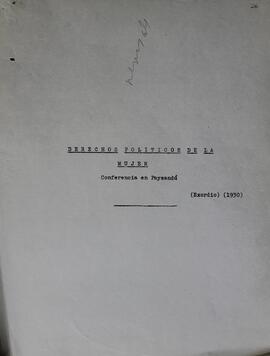 DERECHOS POLITICOS DE LA
MUJER
Conferencia en Paysandú
(Exordio) (1930)